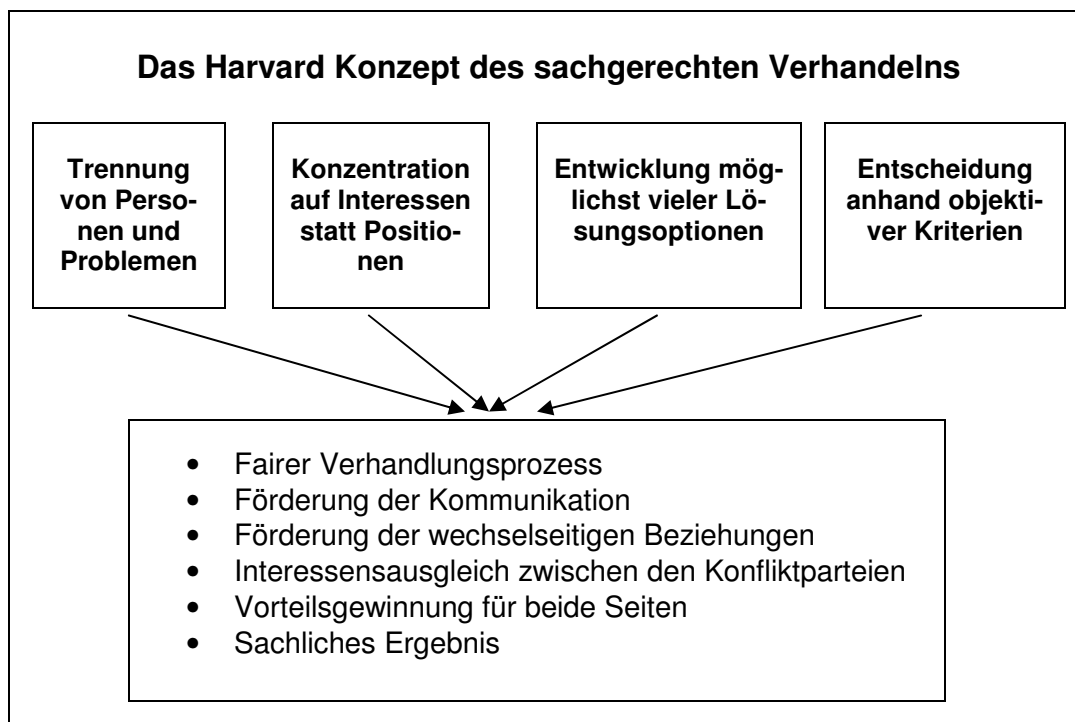 Das Harvard Konzept des sachgerechten Verhandelns
Trennung
von Perso-
nen und
Problemen
Konzentration
auf Interessen
statt Positio-
nen
Entwicklung mög-
lichst vieler Lö-
sungsoptionen
Entscheidung
anhand objekti-
ver Kriterien
• Fairer Verhandlungsprozess
• Förderung der Kommunikation
• Förderung der wechselseitigen Beziehungen
• Interessensausgleich zwischen den Konfliktparteien
• Vorteilsgewinnung für beide Seiten
• Sachliches Ergebnis